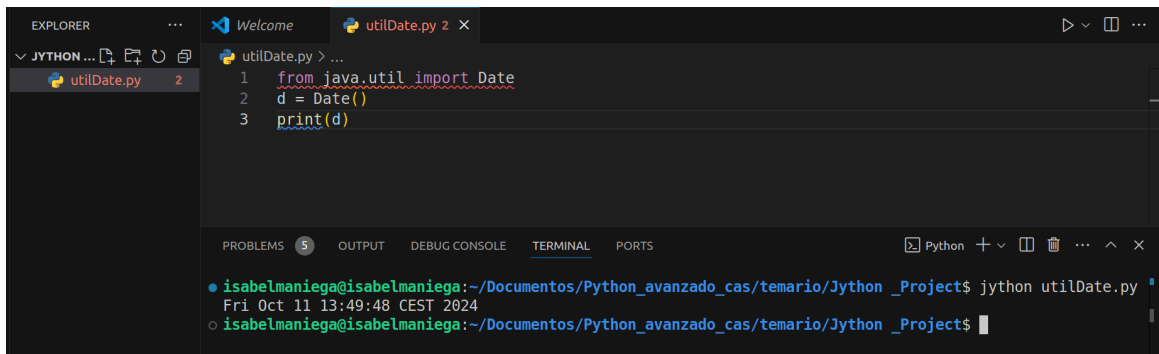 EXPLORER ...
JYTHON ...
utilDate.py 2
Welcome utilDate.py 2
utilDate.py > ...
1 from java.util import Date
2 d = Date()
3 print(d)
PROBLEMS 5 OUTPUT DEBUG CONSOLE TERMINAL PORTS Python ...
isabelmaniega@isabelmaniega:~/Documentos/Python_avanzado_cas/temario/Jython _Project$ jython utilDate.py
Fri Oct 11 13:49:48 CEST 2024
isabelmaniega@isabelmaniega:~/Documentos/Python_avanzado_cas/temario/Jython _Project$